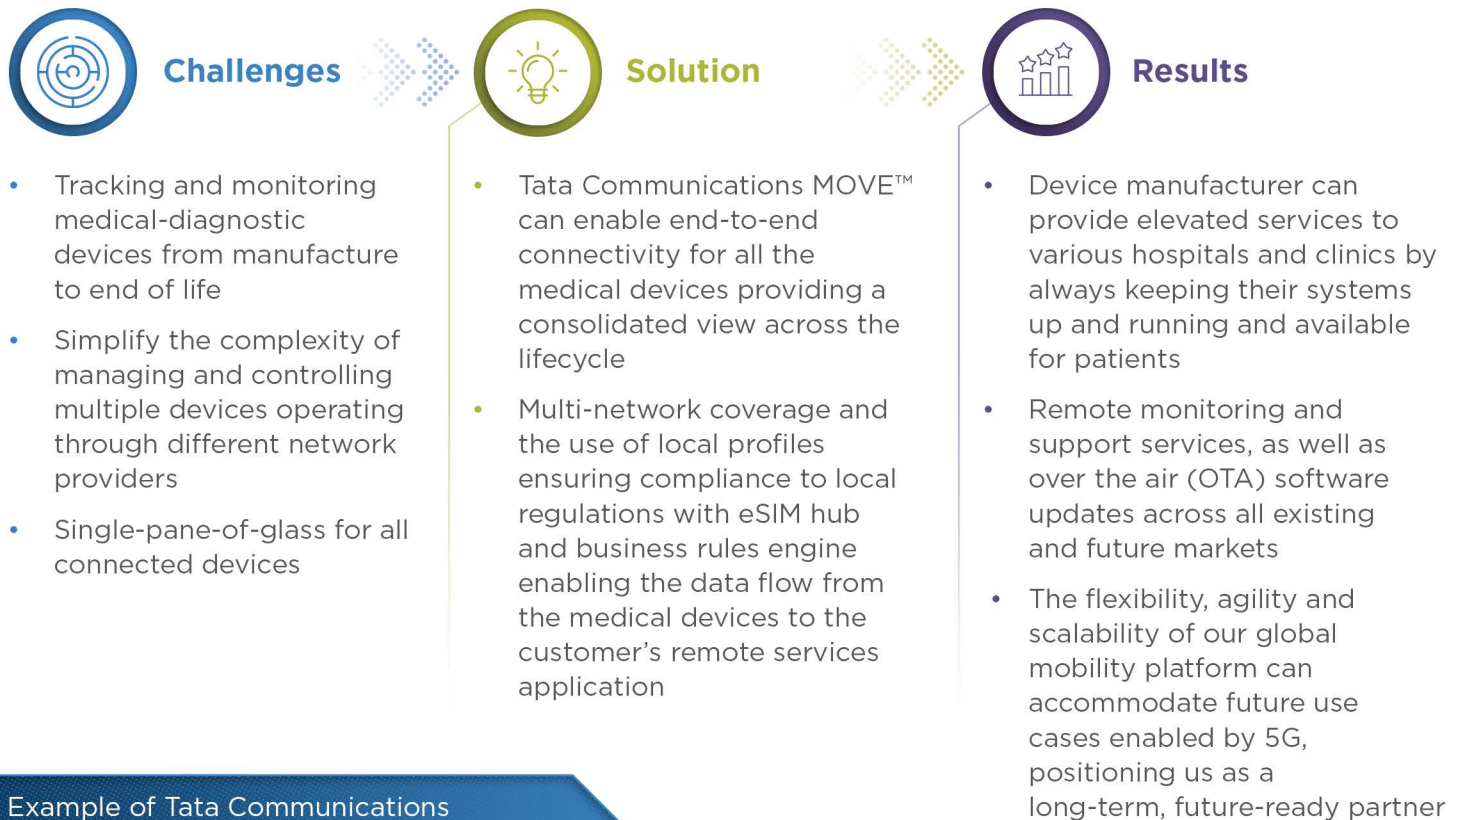 Challenges
Tracking and monitoring
medical-diagnostic
devices from manufacture
to end of life
Simplify the complexity of
managing and controlling
multiple devices operating
through different network
providers
Single-pane-of-glass for all
connected devices
Solution
Tata Communications MOVE™
can enable end-to-end
connectivity for all the
medical devices providing a
consolidated view across the
lifecycle
Multi-network coverage and
the use of local profiles
ensuring compliance to local
regulations with eSIM hub
and business rules engine
enabling the data flow from
the medical devices to the
customer’s remote services
application
Results
Device manufacturer can
provide elevated services to
various hospitals and clinics by
always keeping their systems
up and running and available
for patients
Remote monitoring and
support services, as well as
over the air (OTA) software
updates across all existing
and future markets
The flexibility, agility and
scalability of our global
mobility platform can
accommodate future use
cases enabled by 5G,
positioning us as a
long-term, future-ready partner
Example of Tata Communications